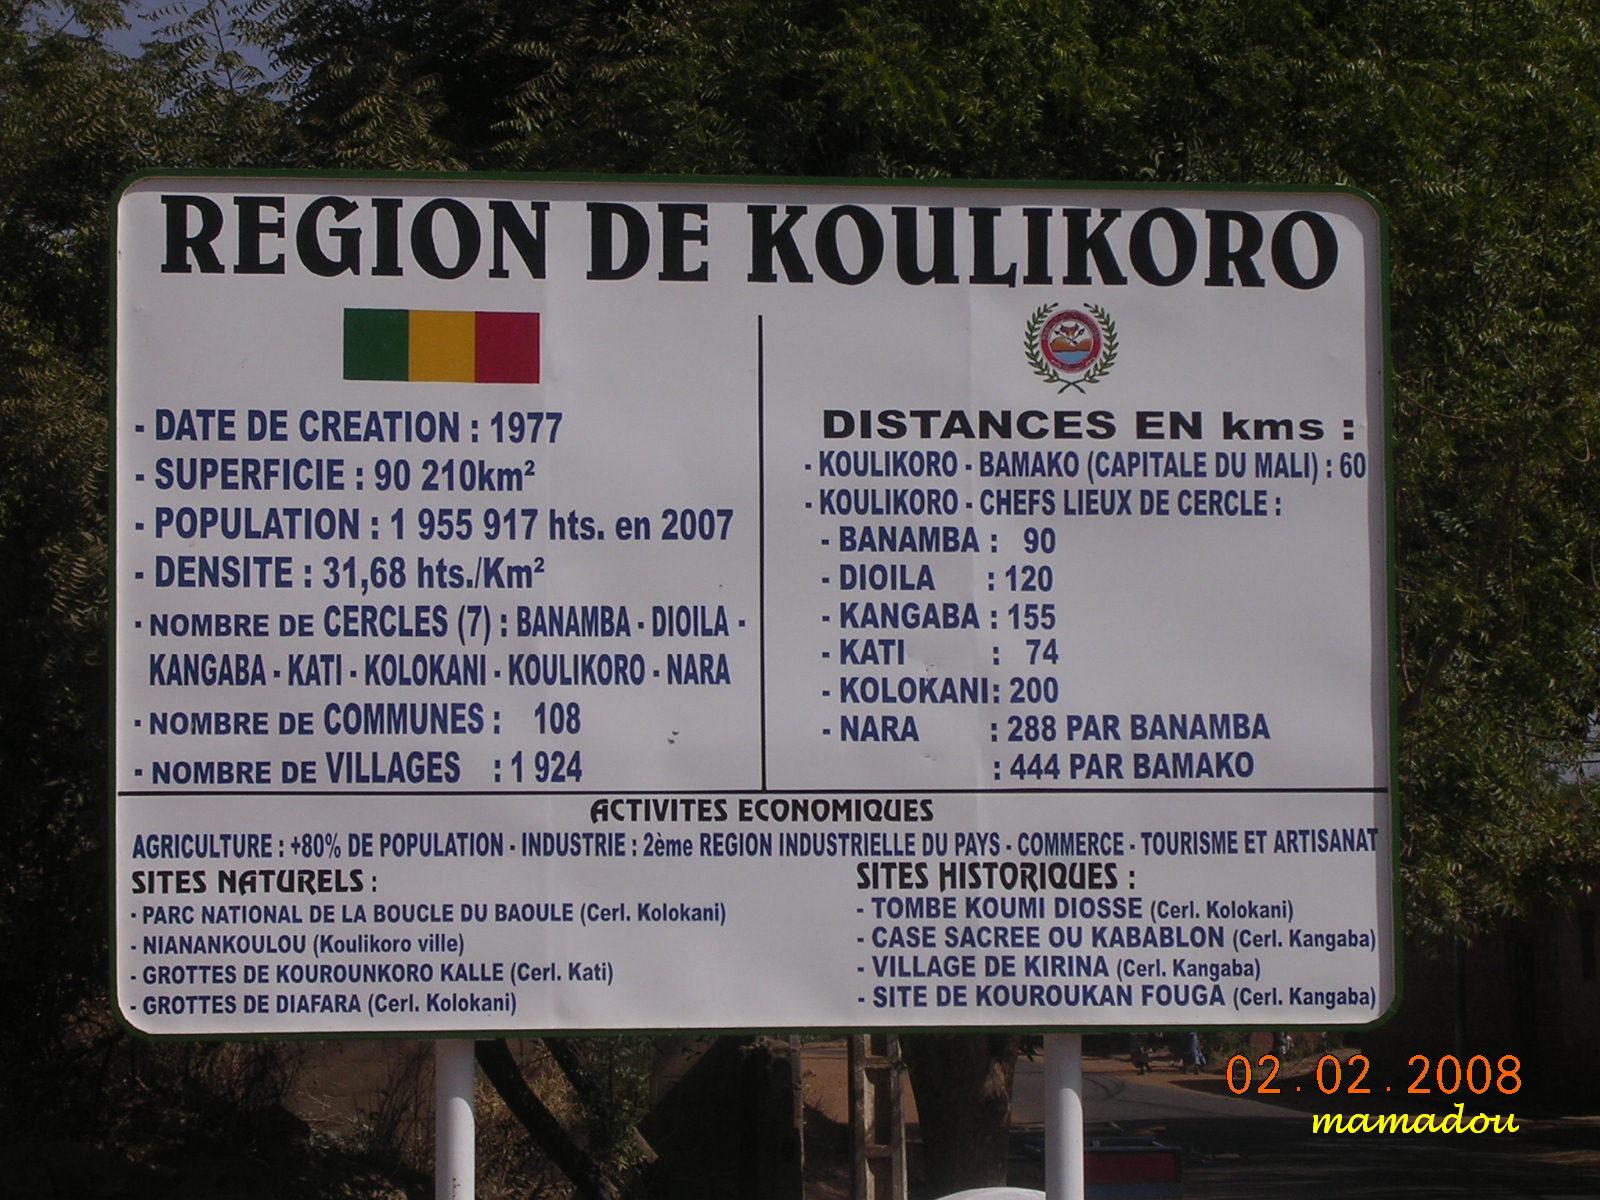 REGION DE KOULIKORO
- DATE DE CREATION : 1977
- SUPERFICIE : 90 210km²
- POPULATION : 1 955 917 hts. en 2007
- DENSITE : 31,68 hts./Km²
- NOMBRE DE CERCLES (7) : BANAMBA - DIOILA -
KANGABA - KATI - KOLOKANI - KOULIKORO - NARA
- NOMBRE DE COMMUNES : 108
- NOMBRE DE VILLAGES : 1 924
DISTANCES EN kms :
- KOULIKORO - BAMAKO (CAPITALE DU MALI) : 60
- KOULIKORO - CHEFS LIEUX DE CERCLE :
- BANAMBA : 90
- DIOILA : 120
- KANGABA : 155
- KATI : 74
- KOLOKANI : 200
- NARA : 288 PAR BANAMBA
: 444 PAR BAMAKO
ACTIVITES ECONOMIQUES
AGRICULTURE : +80% DE POPULATION - INDUSTRIE : 2ème REGION INDUSTRIELLE DU PAYS - COMMERCE - TOURISME ET ARTISANAT
SITES NATURELS :
- PARC NATIONAL DE LA BOUCLE DU BAOULE (Cerl. Kolokani)
- NIANANKOULOU (Koulikoro ville)
- GROTTES DE KOUROUNKORO KALLE (Cerl. Kati)
- GROTTES DE DIAFARA (Cerl. Kolokani)
SITES HISTORIQUES :
- TOMBE KOUMI DIOSSE (Cerl. Kolokani)
- CASE SACREE OU KABABLON (Cerl. Kangaba)
- VILLAGE DE KIRINA (Cerl. Kangaba)
- SITE DE KOUROUKAN FOUGA (Cerl. Kangaba)
02.02.2008
mamadou